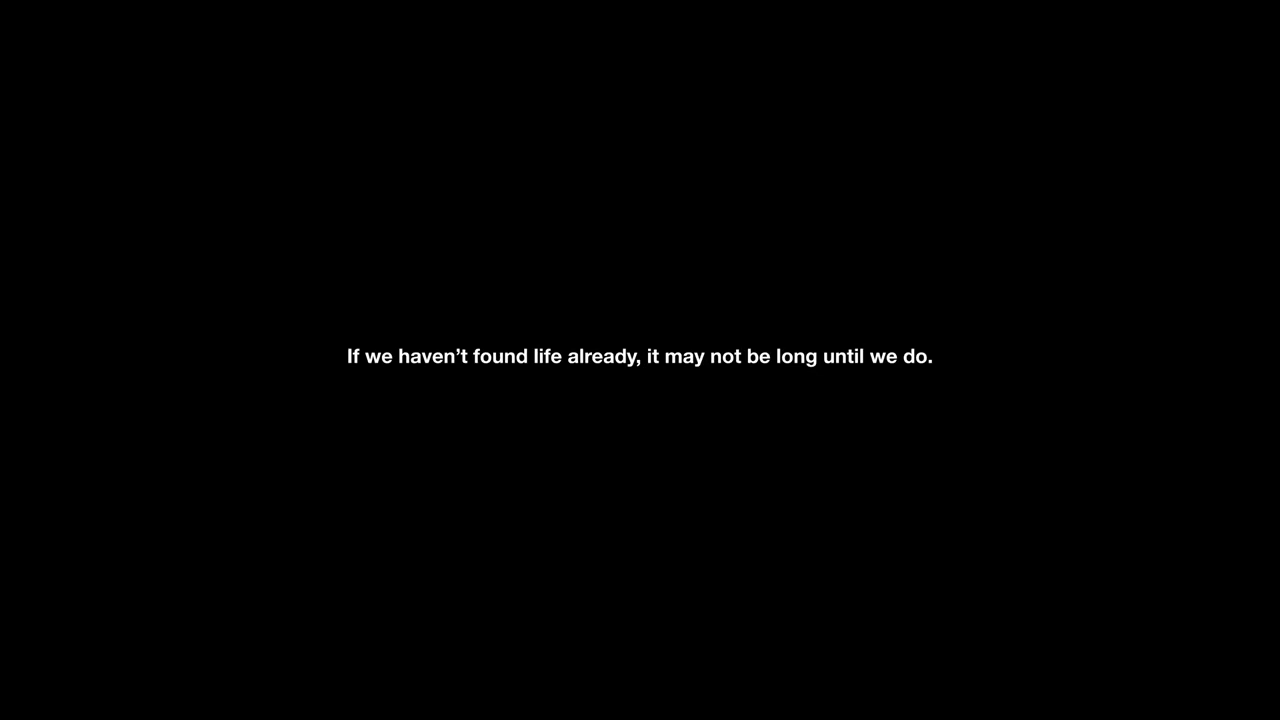 If we haven’t found life already, it may not be long until we do.